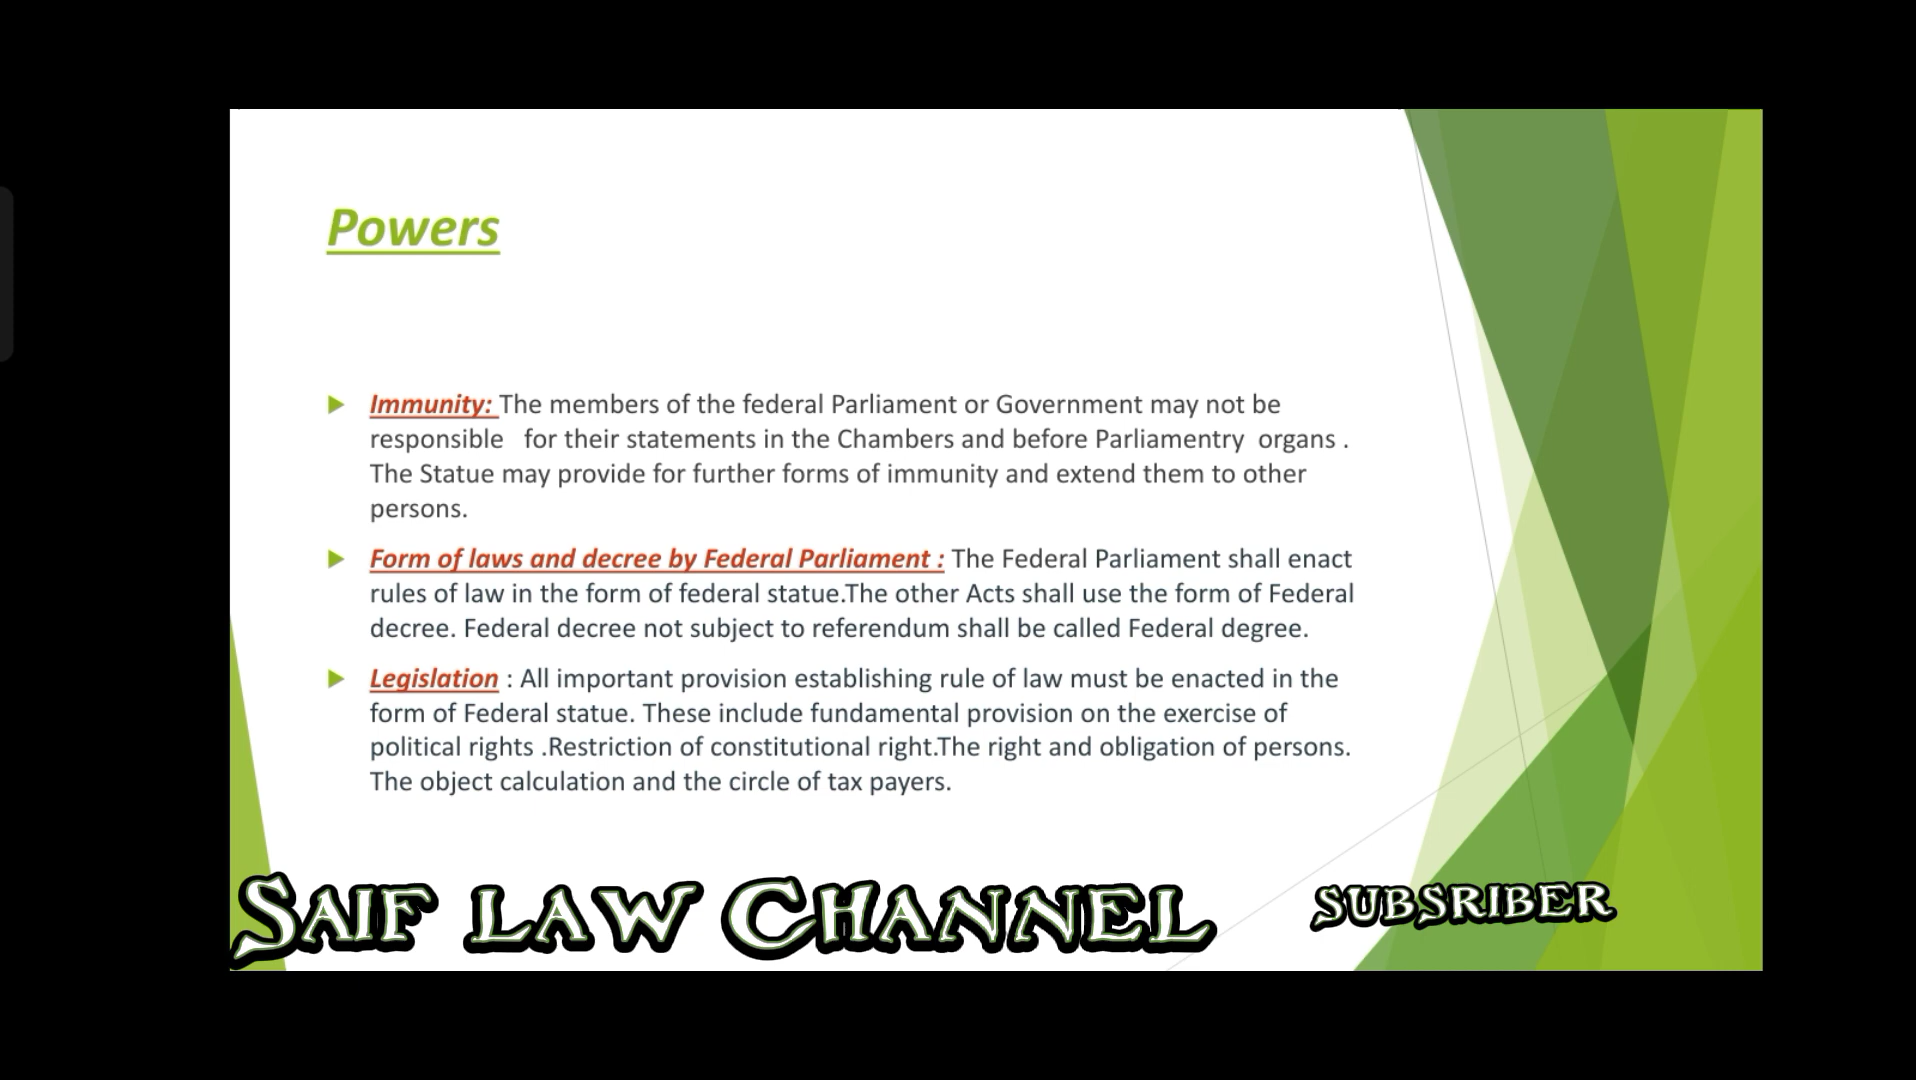 Powers
Immunity: The members of the federal Parliament or Government may not be
responsible for their statements in the Chambers and before Parliamentry organs .
The Statue may provide for further forms of immunity and extend them to other
persons.
Form of laws and decree by Federal Parliament : The Federal Parliament shall enact
rules of law in the form of federal statue.The other Acts shall use the form of Federal
decree. Federal decree not subject to referendum shall be called Federal degree.
Legislation : All important provision establishing rule of law must be enacted in the
form of Federal statue. These include fundamental provision on the exercise of
political rights .Restriction of constitutional right.The right and obligation of persons.
The object calculation and the circle of tax payers.
SAIF LAW CHANNEL SUBSRIBER